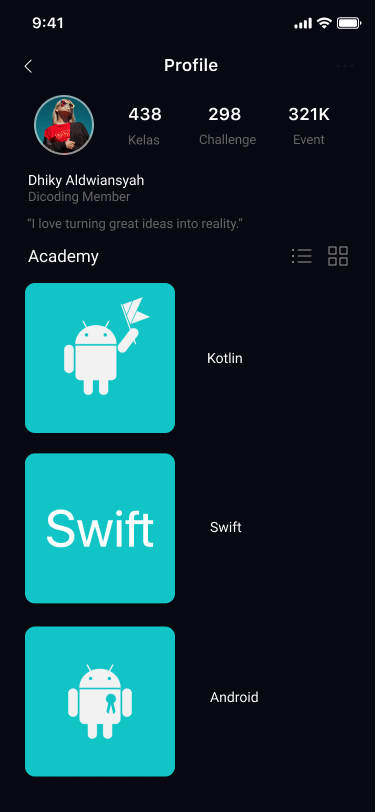 9:41
Profile
438 298 321K
Kelas Challenge Event
Dhiky Aldwiansyah
Dicoding Member
“I love turning great ideas into reality.”
Academy
Kotlin
Swift
Swift
Android